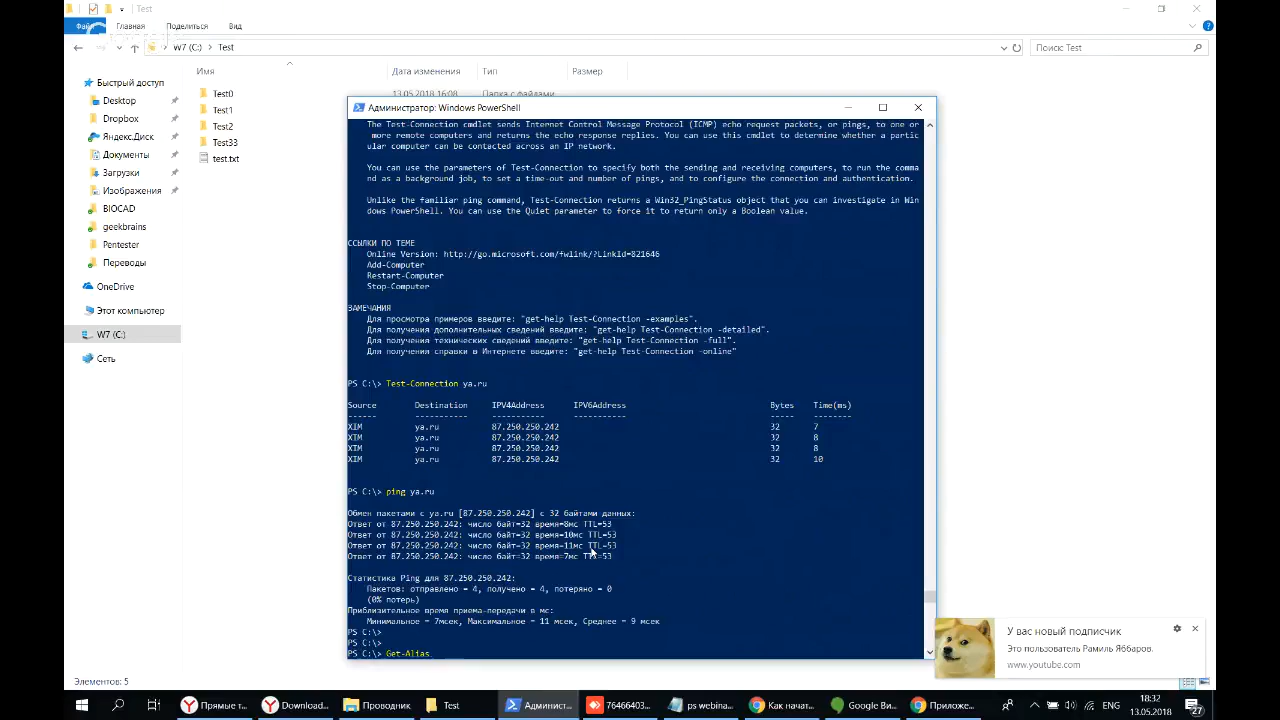 Test
Файл
Главная
Поделиться
Вид
W7 (C:) › Test
Поиск: Test
Имя
Дата изменения
Тип
Размер
Быстрый доступ
Desktop
Dropbox
Яндекс.Диск
Документы
Загрузки
Изображения
BIOCAD
geekbrains
Pentester
Переводы
OneDrive
Этот компьютер
W7 (C:)
Сеть
Test0
13.05.2018 16:08
Папка с файлами
Test1
Test2
Test33
test.txt
Администратор: Windows PowerShell
The Test-Connection cmdlet sends Internet Control Message Protocol (ICMP) echo request packets, or pings, to one or
more remote computers and returns the echo response replies. You can use this cmdlet to determine whether a partic
ular computer can be contacted across an IP network.
You can use the parameters of Test-Connection to specify both the sending and receiving computers, to run the comma
nd as a background job, to set a time-out and number of pings, and to configure the connection and authentication.
Unlike the familiar ping command, Test-Connection returns a Win32_PingStatus object that you can investigate in Win
dows PowerShell. You can use the Quiet parameter to force it to return only a Boolean value.
ССЫЛКИ ПО ТЕМЕ
Online Version: http://go.microsoft.com/fwlink/?LinkId=821646
Add-Computer
Restart-Computer
Stop-Computer
ЗАМЕЧАНИЯ
Для просмотра примеров введите: "get-help Test-Connection -examples".
Для получения дополнительных сведений введите: "get-help Test-Connection -detailed".
Для получения технических сведений введите: "get-help Test-Connection -full".
Для получения справки в Интернете введите: "get-help Test-Connection -online"
PS C:\> Test-Connection ya.ru
Source Destination IPV4Address IPV6Address Bytes Time(ms)
------ ----------- ----------- ----------- ----- --------
XIM ya.ru 87.250.250.242 32 7
XIM ya.ru 87.250.250.242 32 8
XIM ya.ru 87.250.250.242 32 8
XIM ya.ru 87.250.250.242 32 10
PS C:\> ping ya.ru
Обмен пакетами с ya.ru [87.250.250.242] с 32 байтами данных:
Ответ от 87.250.250.242: число байт=32 время=8мс TTL=53
Ответ от 87.250.250.242: число байт=32 время=10мс TTL=53
Ответ от 87.250.250.242: число байт=32 время=11мс TTL=53
Ответ от 87.250.250.242: число байт=32 время=7мс TTL=53
Статистика Ping для 87.250.250.242:
Пакетов: отправлено = 4, получено = 4, потеряно = 0
(0% потерь)
Приблизительное время приема-передачи в мс:
Минимальное = 7мсек, Максимальное = 11 мсек, Среднее = 9 мсек
PS C:\>
PS C:\>
PS C:\> Get-Alias
У вас новый подписчик
Это пользователь Рамиль Яббаров.
www.youtube.com
Элементов: 5
Прямые т...
Download...
Проводник
Test
Админист...
76466403...
ps webina...
Как начат...
Google Ви...
Приложе...
ENG
18:32
13.05.2018
27